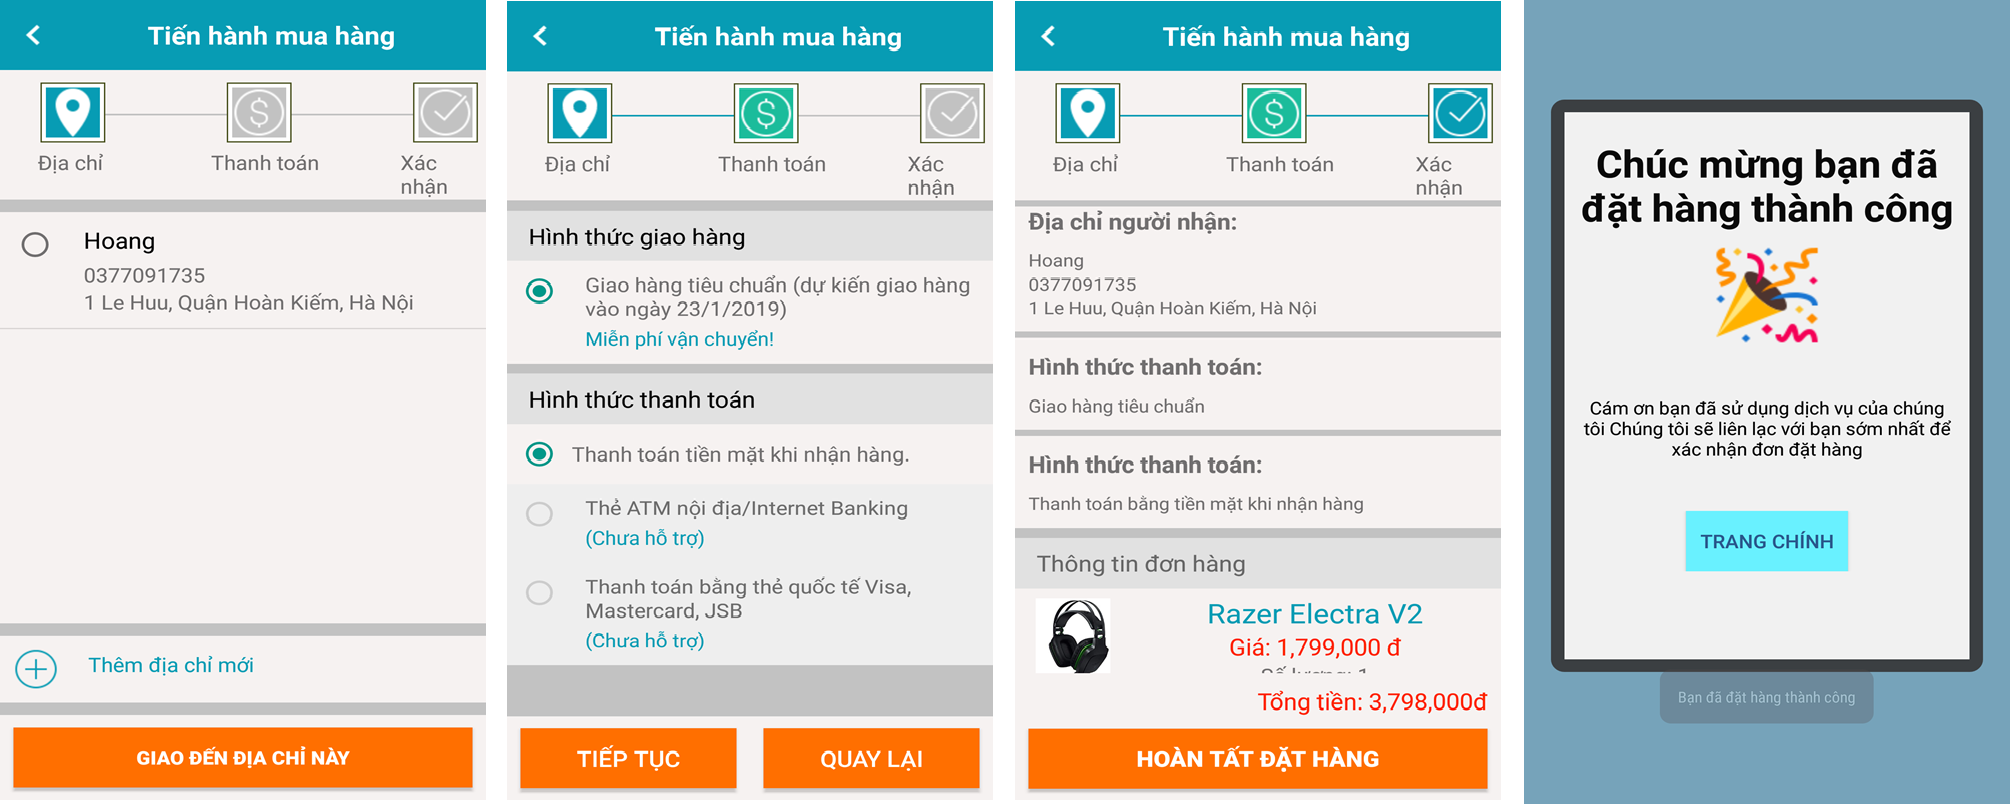 Tiến hành mua hàng
Địa chỉ
Thanh toán
Xác
nhận
Hoang
0377091735
1 Le Huu, Quận Hoàn Kiếm, Hà Nội
Thêm địa chỉ mới
GIAO ĐẾN ĐỊA CHỈ NÀY
Tiến hành mua hàng
Địa chỉ
Thanh toán
Xác
nhận
Hình thức giao hàng
Giao hàng tiêu chuẩn (dự kiến giao hàng
vào ngày 23/1/2019)
Miễn phí vận chuyển!
Hình thức thanh toán
Thanh toán tiền mặt khi nhận hàng.
Thẻ ATM nội địa/Internet Banking
(Chưa hỗ trợ)
Thanh toán bằng thẻ quốc tế Visa,
Mastercard, JSB
(Chưa hỗ trợ)
TIẾP TỤC
QUAY LẠI
Tiến hành mua hàng
Địa chỉ
Thanh toán
Xác
nhận
Địa chỉ người nhận:
Hoang
0377091735
1 Le Huu, Quận Hoàn Kiếm, Hà Nội
Hình thức thanh toán:
Giao hàng tiêu chuẩn
Hình thức thanh toán:
Thanh toán bằng tiền mặt khi nhận hàng
Thông tin đơn hàng
Razer Electra V2
Giá: 1,799,000 đ
Số lượng: 1
Tổng tiền: 3,798,000đ
HOÀN TẤT ĐẶT HÀNG
Chúc mừng bạn đã
đặt hàng thành công
Cám ơn bạn đã sử dụng dịch vụ của chúng
tôi Chúng tôi sẽ liên lạc với bạn sớm nhất để
xác nhận đơn đặt hàng
TRANG CHÍNH
Bạn đã đặt hàng thành công